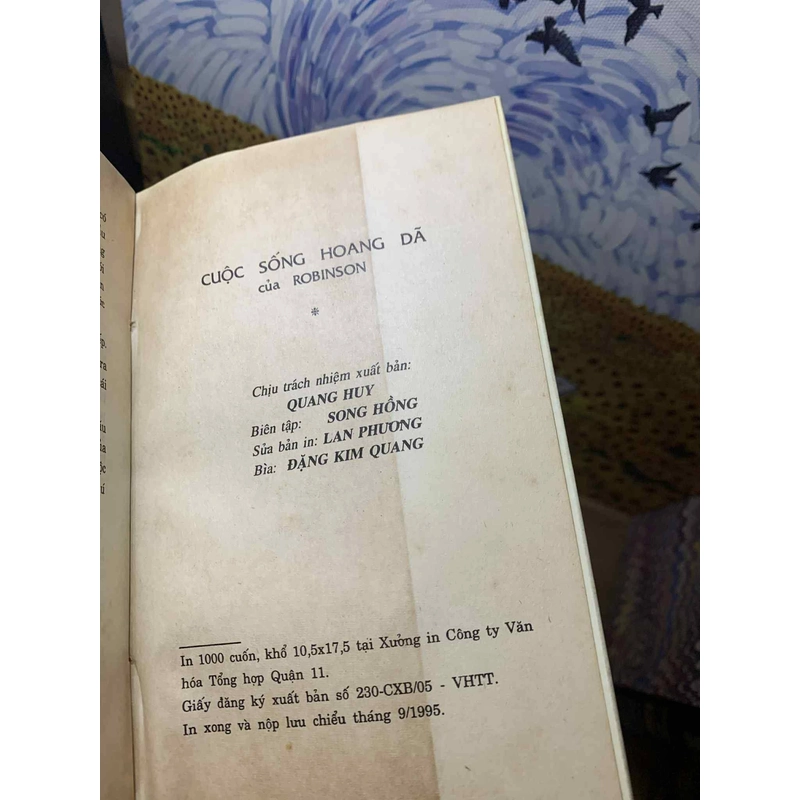 CUỘC SỐNG HOANG DÃ
của ROBINSON
*
Chịu trách nhiệm xuất bản:
QUANG HUY
Biên tập: SONG HỒNG
Sửa bản in: LAN PHƯƠNG
Bìa: ĐẶNG KIM QUANG
In 1000 cuốn, khổ 10,5x17,5 tại Xưởng in Công ty Văn
hóa Tổng hợp Quận 11.
Giấy đăng ký xuất bản số 230-CXB/05 - VHTT.
In xong và nộp lưu chiểu tháng 9/1995.